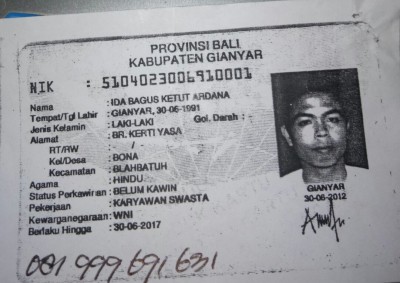 PROVINSI BALI
KABUPATEN GIANYAR
NIK : 5104023006910001
Nama : IDA BAGUS KETUT ARDANA
Tempat/Tgl Lahir : GIANYAR, 30-06-1991
Jenis Kelamin : LAKI-LAKI Gol. Darah : -
Alamat : BR. KERTI YASA
RT/RW : - / -
Kel/Desa : BONA
Kecamatan : BLAHBATUH
Agama : HINDU
Status Perkawinan : BELUM KAWIN
Pekerjaan : KARYAWAN SWASTA
Kewarganegaraan : WNI
Berlaku Hingga : 30-06-2017
GIANYAR
30-06-2012
081 999 691 631